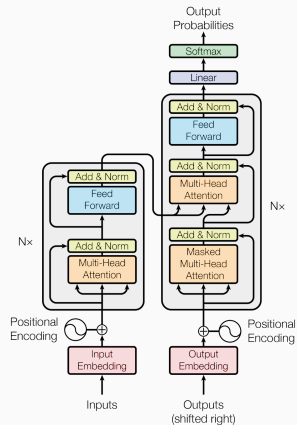 Output
Probabilities
Softmax
Linear
Add & Norm
Feed
Forward
Add & Norm
Multi-Head
Attention
Add & Norm
Masked
Multi-Head
Attention
N×
Add & Norm
Feed
Forward
N×
Add & Norm
Multi-Head
Attention
Positional
Encoding
Positional
Encoding
Input
Embedding
Output
Embedding
Inputs
Outputs
(shifted right)